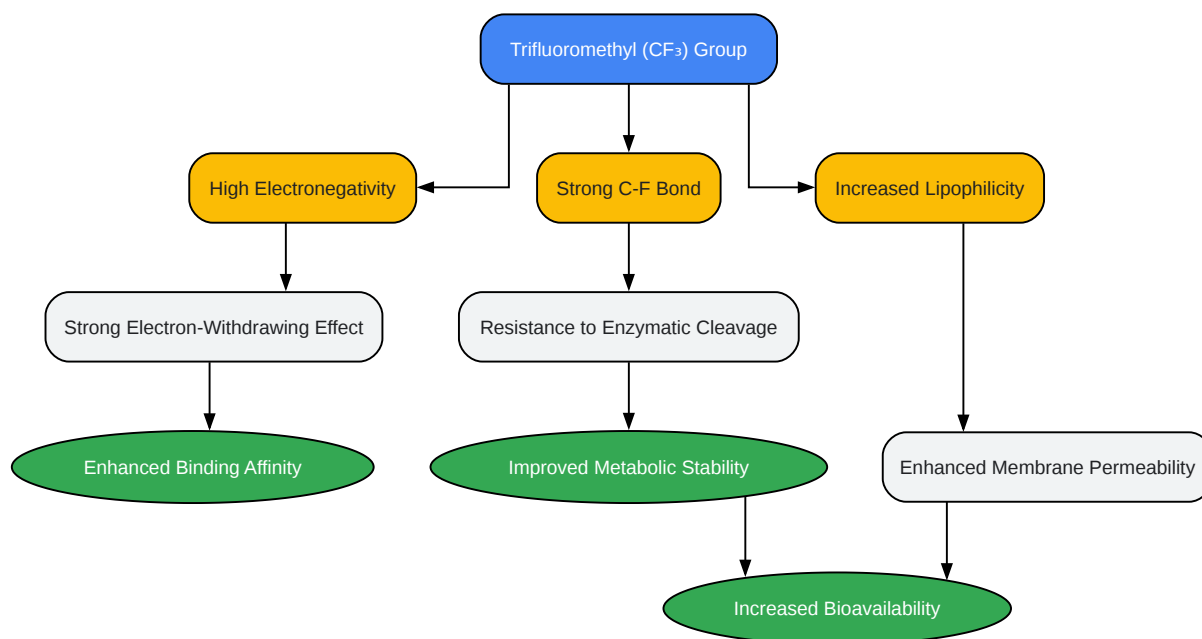 Trifluoromethyl (CF₃) Group
High Electronegativity
Strong C-F Bond
Increased Lipophilicity
Strong Electron-Withdrawing Effect
Resistance to Enzymatic Cleavage
Enhanced Binding Affinity
Improved Metabolic Stability
Enhanced Membrane Permeability
Increased Bioavailability